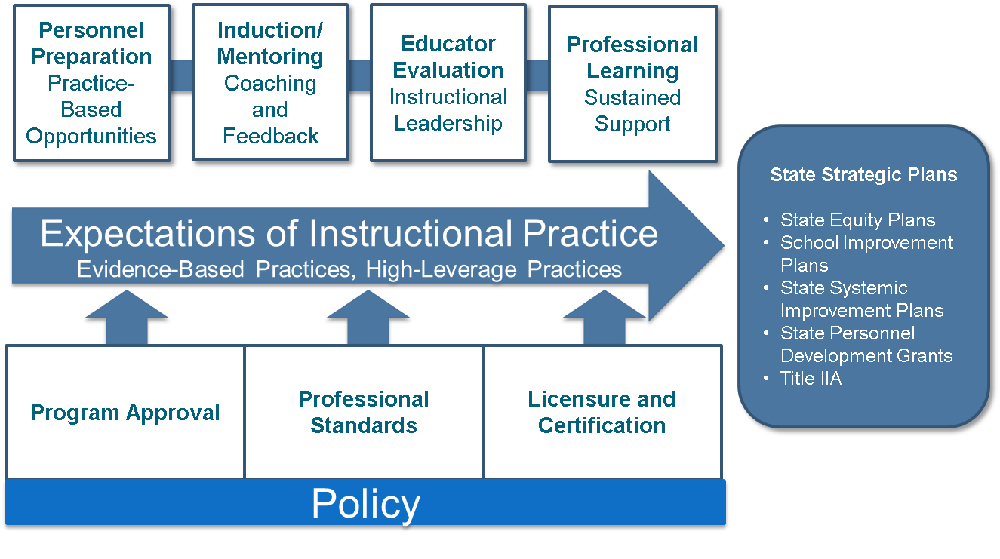 Personnel
Preparation
Practice-
Based
Opportunities
Induction/
Mentoring
Coaching
and
Feedback
Educator
Evaluation
Instructional
Leadership
Professional
Learning
Sustained
Support
Expectations of Instructional Practice
Evidence-Based Practices, High-Leverage Practices
Program Approval
Professional
Standards
Licensure and
Certification
Policy
State Strategic Plans
• State Equity Plans
• School Improvement
Plans
• State Systemic
Improvement Plans
• State Personnel
Development Grants
• Title IIA